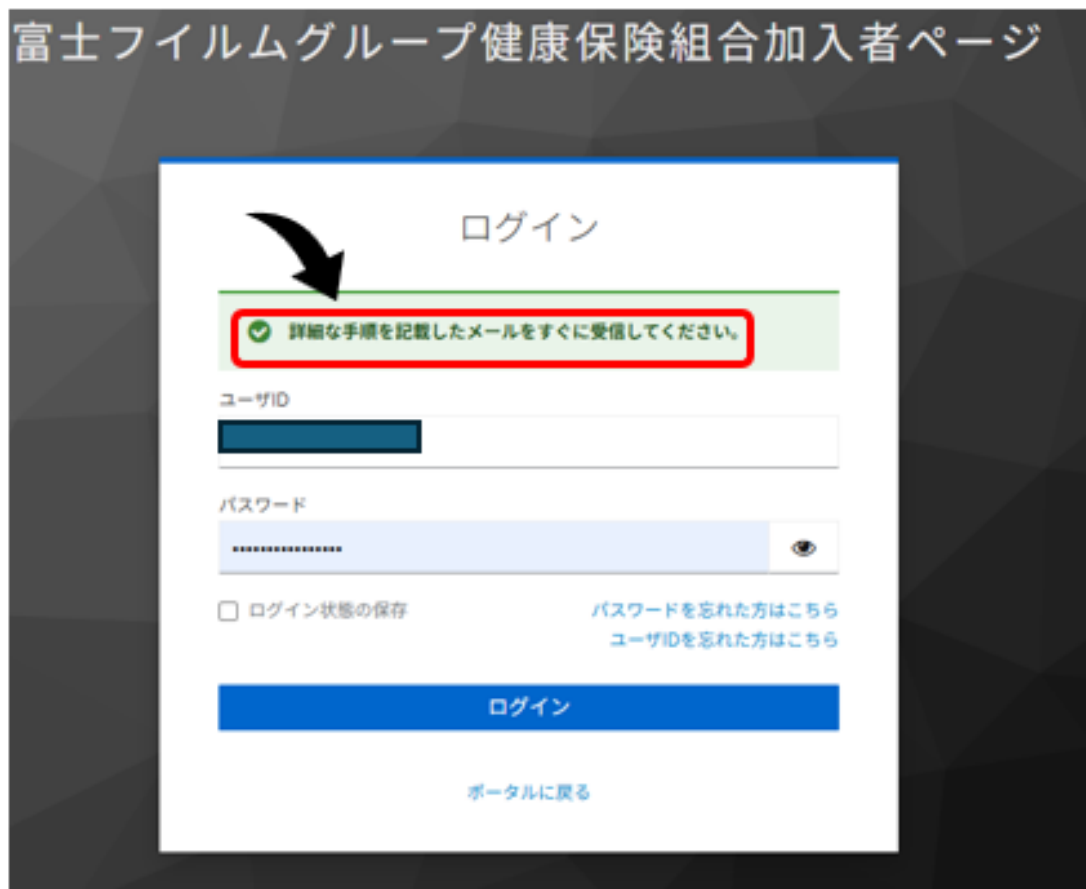 富士フイルムグループ健康保険組合加入者ページ
ログイン
詳細な手順を記載したメールをすぐに受信してください。
ユーザID
パスワード
ログイン状態の保存
パスワードを忘れた方はこちら
ユーザIDを忘れた方はこちら
ログイン
ポータルに戻る